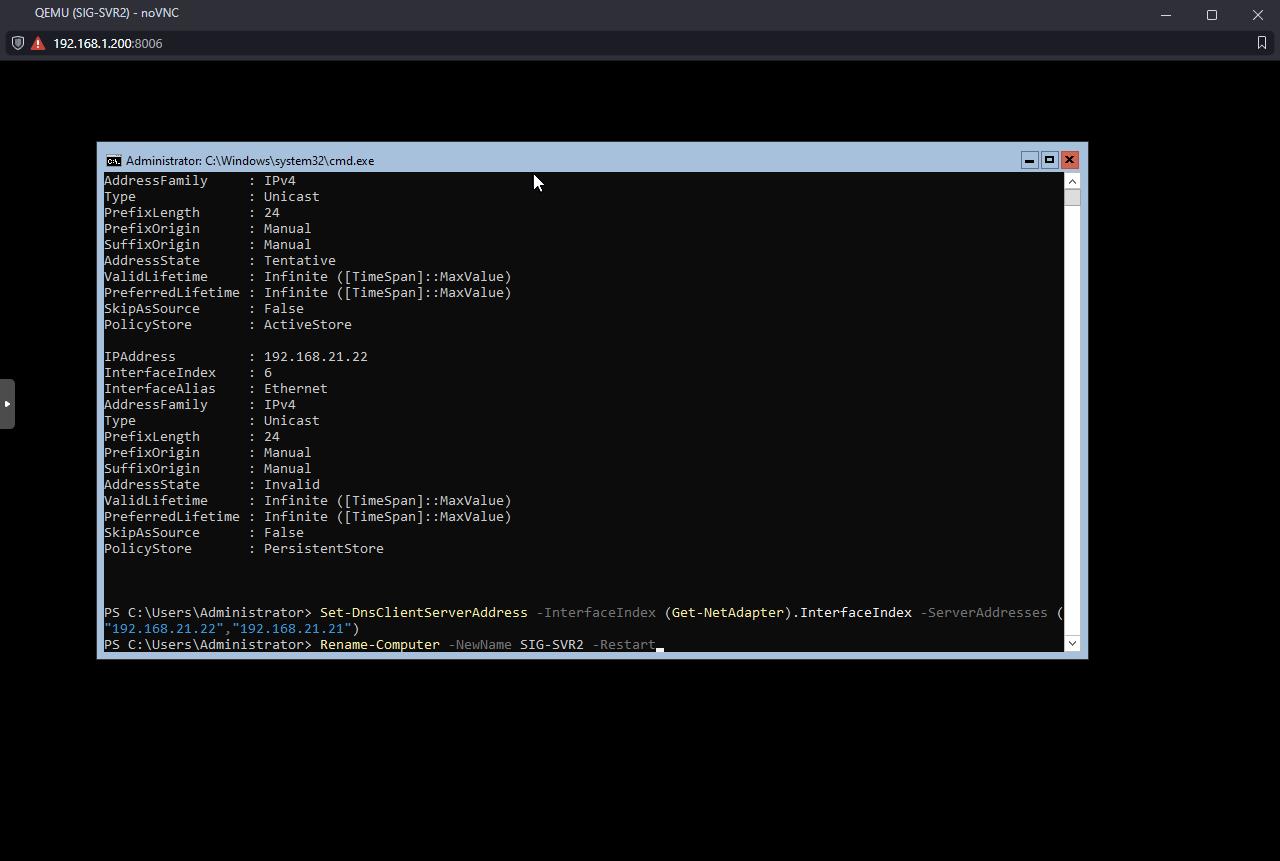 QEMU (SIG-SVR2) - noVNC
192.168.1.200:8006
Administrator: C:\Windows\system32\cmd.exe
AddressFamily     : IPv4
Type              : Unicast
PrefixLength      : 24
PrefixOrigin      : Manual
SuffixOrigin      : Manual
AddressState      : Tentative
ValidLifetime     : Infinite ([TimeSpan]::MaxValue)
PreferredLifetime : Infinite ([TimeSpan]::MaxValue)
SkipAsSource      : False
PolicyStore       : ActiveStore
IPAddress         : 192.168.21.22
InterfaceIndex    : 6
InterfaceAlias    : Ethernet
AddressFamily     : IPv4
Type              : Unicast
PrefixLength      : 24
PrefixOrigin      : Manual
SuffixOrigin      : Manual
AddressState      : Invalid
ValidLifetime     : Infinite ([TimeSpan]::MaxValue)
PreferredLifetime : Infinite ([TimeSpan]::MaxValue)
SkipAsSource      : False
PolicyStore       : PersistentStore
PS C:\Users\Administrator> Set-DnsClientServerAddress -InterfaceIndex (Get-NetAdapter).InterfaceIndex -ServerAddresses (
"192.168.21.22","192.168.21.21")
PS C:\Users\Administrator> Rename-Computer -NewName SIG-SVR2 -Restart